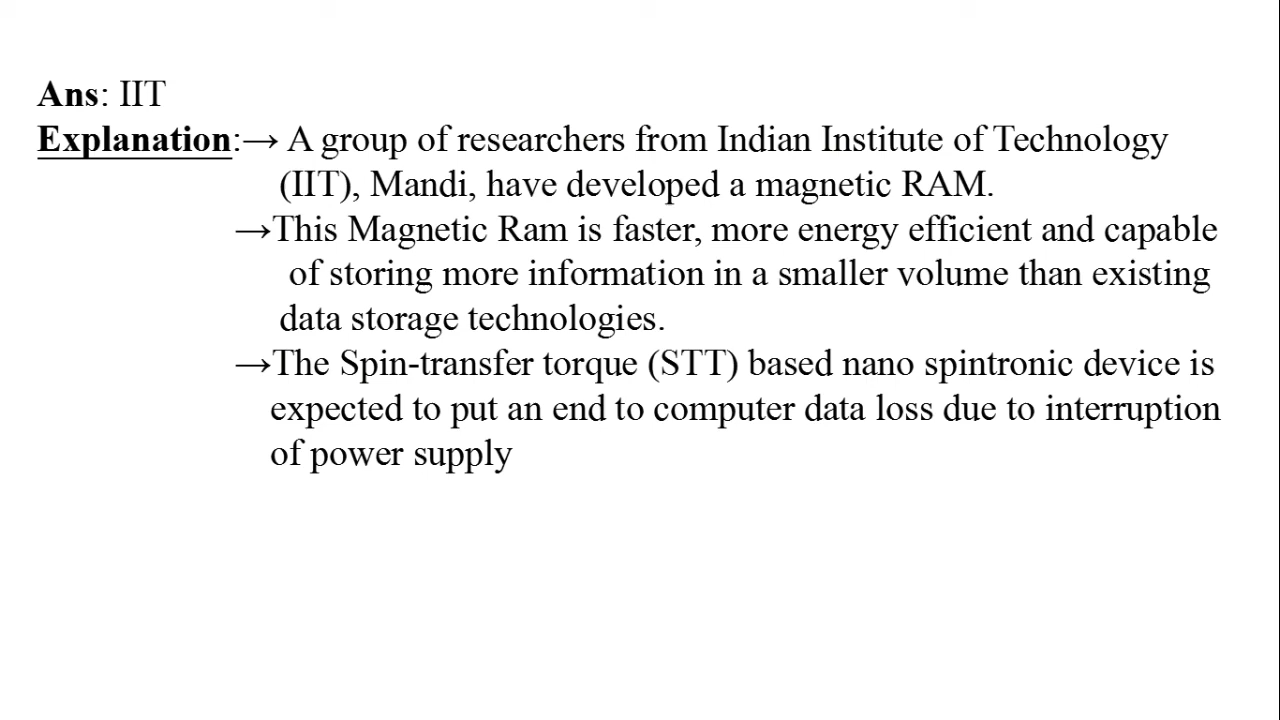 Ans: IIT
Explanation:→ A group of researchers from Indian Institute of Technology
(IIT), Mandi, have developed a magnetic RAM.
→This Magnetic Ram is faster, more energy efficient and capable
of storing more information in a smaller volume than existing
data storage technologies.
→The Spin-transfer torque (STT) based nano spintronic device is
expected to put an end to computer data loss due to interruption
of power supply